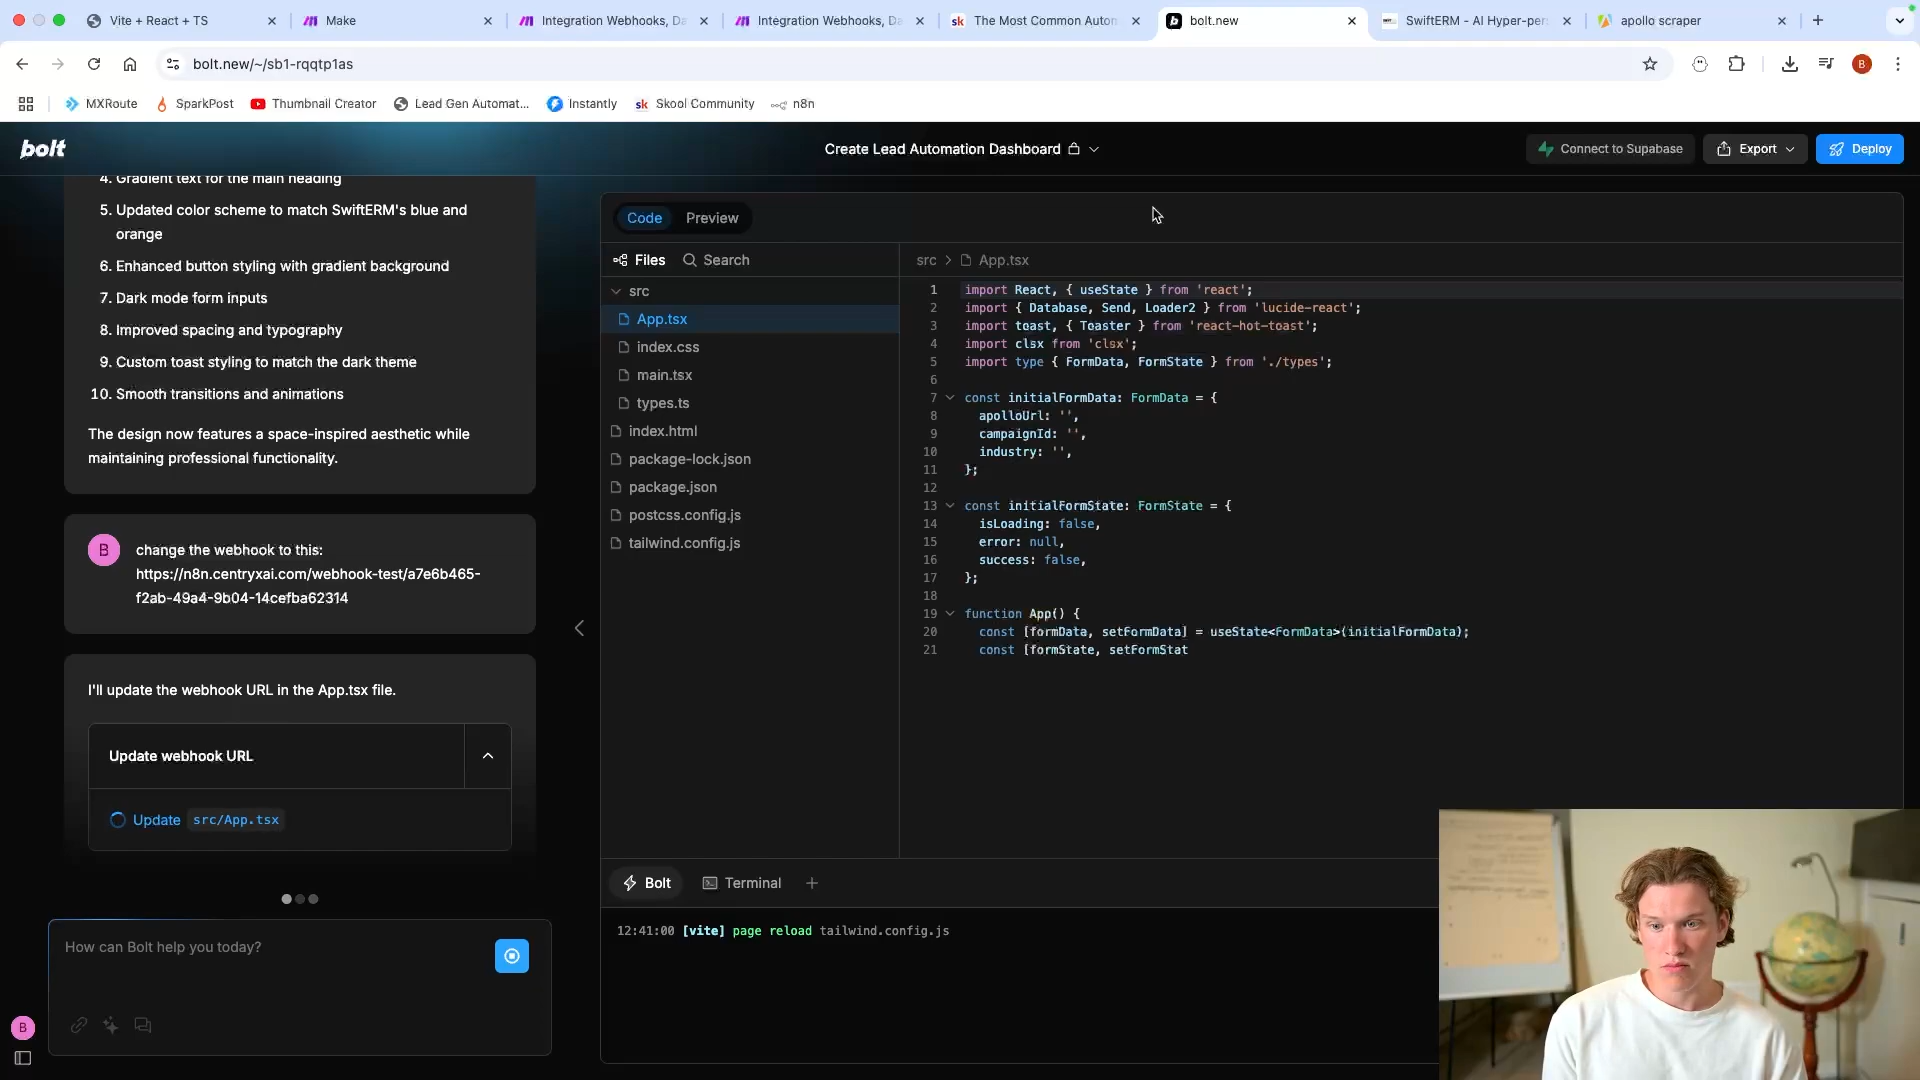 Vite + React + TS
Make
Integration Webhooks, Da
Integration Webhooks, Da
sk The Most Common Autom
bolt.new
SwiftERM - AI Hyper-pers
apollo scraper
bolt.new/~/sb1-rqqtp1as
B
MXRoute
SparkPost
Thumbnail Creator
Lead Gen Automat...
Instantly
sk Skool Community
n8n
bolt
Create Lead Automation Dashboard
Connect to Supabase
Export
Deploy
4. Gradient text for the main heading
5. Updated color scheme to match SwiftERM's blue and
orange
6. Enhanced button styling with gradient background
7. Dark mode form inputs
8. Improved spacing and typography
9. Custom toast styling to match the dark theme
10. Smooth transitions and animations
The design now features a space-inspired aesthetic while
maintaining professional functionality.
B
change the webhook to this:
https://n8n.centryxai.com/webhook-test/a7e6b465-
f2ab-49a4-9b04-14cefba62314
I'll update the webhook URL in the App.tsx file.
Update webhook URL
Update src/App.tsx
How can Bolt help you today?
B
Code
Preview
Files
Search
src
App.tsx
index.css
main.tsx
types.ts
index.html
package-lock.json
package.json
postcss.config.js
tailwind.config.js
src > App.tsx
1 import React, { useState } from 'react';
2 import { Database, Send, Loader2 } from 'lucide-react';
3 import toast, { Toaster } from 'react-hot-toast';
4 import clsx from 'clsx';
5 import type { FormData, FormState } from './types';
6
7 const initialFormData: FormData = {
8 apolloUrl: '',
9 campaignId: '',
10 industry: '',
11 };
12
13 const initialFormState: FormState = {
14 isLoading: false,
15 error: null,
16 success: false,
17 };
18
19 function App() {
20 const [formData, setFormData] = useState<FormData>(initialFormData);
21 const [formState, setFormStat
Bolt
Terminal
12:41:00 [vite] page reload tailwind.config.js